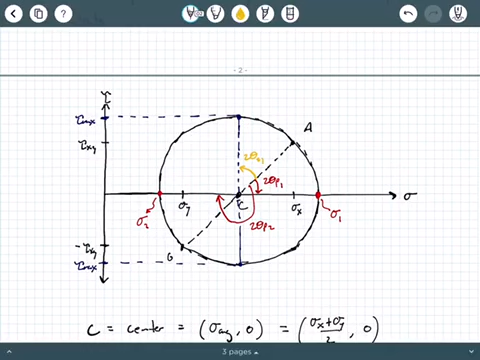 - 2 -
τ
τmax
τxy
A
2θs1
2θp1
σ2
σy
C
σx
σ1
σ
2θp2
-τxy
B
-τmax
C = center = (σavg, 0) = ((σx+σy)/2, 0)
3 pages